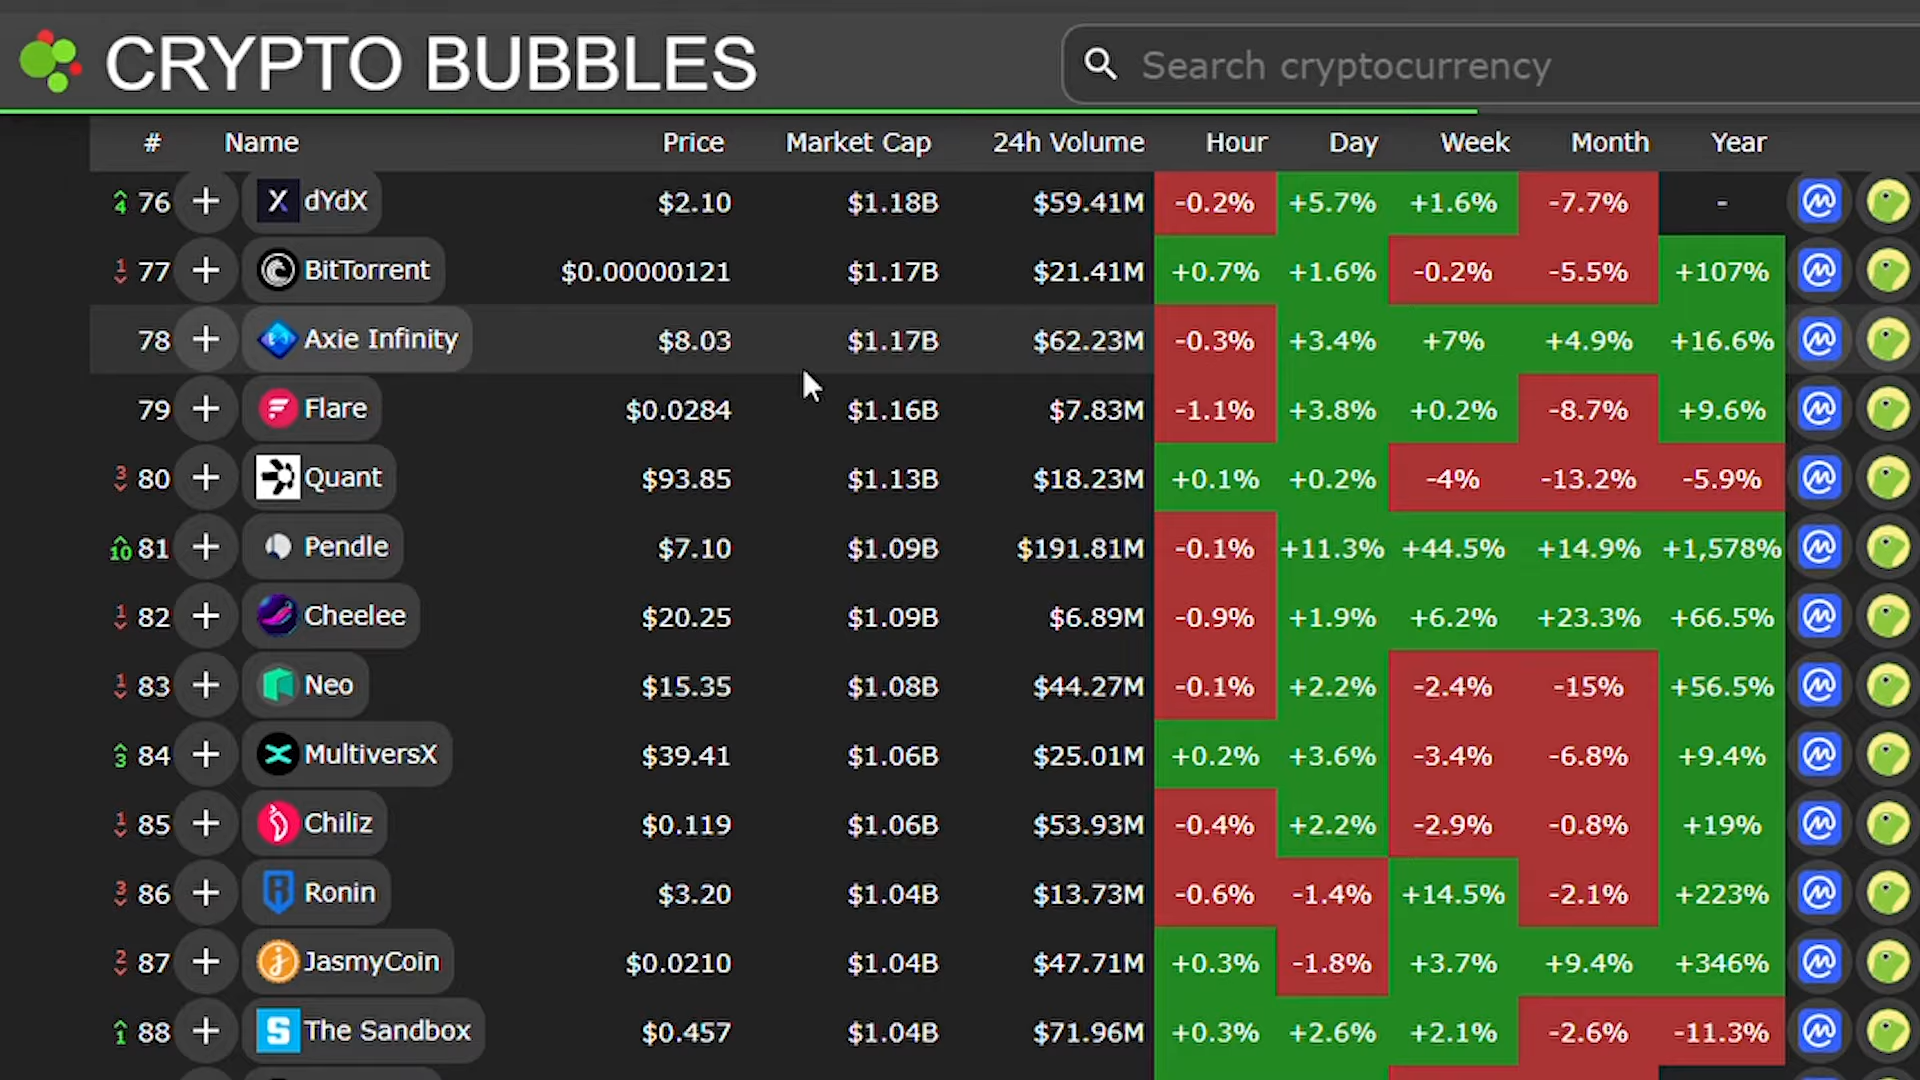 CRYPTO BUBBLES Search cryptocurrency
# Name Price Market Cap 24h Volume Hour Day Week Month Year
4 76 + dYdX $2.10 $1.18B $59.41M -0.2% +5.7% +1.6% -7.7% -
1 77 + BitTorrent $0.00000121 $1.17B $21.41M +0.7% +1.6% -0.2% -5.5% +107%
78 + Axie Infinity $8.03 $1.17B $62.23M -0.3% +3.4% +7% +4.9% +16.6%
79 + Flare $0.0284 $1.16B $7.83M -1.1% +3.8% +0.2% -8.7% +9.6%
3 80 + Quant $93.85 $1.13B $18.23M +0.1% +0.2% -4% -13.2% -5.9%
10 81 + Pendle $7.10 $1.09B $191.81M -0.1% +11.3% +44.5% +14.9% +1,578%
1 82 + Cheelee $20.25 $1.09B $6.89M -0.9% +1.9% +6.2% +23.3% +66.5%
1 83 + Neo $15.35 $1.08B $44.27M -0.1% +2.2% -2.4% -15% +56.5%
3 84 + MultiversX $39.41 $1.06B $25.01M +0.2% +3.6% -3.4% -6.8% +9.4%
1 85 + Chiliz $0.119 $1.06B $53.93M -0.4% +2.2% -2.9% -0.8% +19%
3 86 + Ronin $3.20 $1.04B $13.73M -0.6% -1.4% +14.5% -2.1% +223%
2 87 + JasmyCoin $0.0210 $1.04B $47.71M +0.3% -1.8% +3.7% +9.4% +346%
1 88 + The Sandbox $0.457 $1.04B $71.96M +0.3% +2.6% +2.1% -2.6% -11.3%